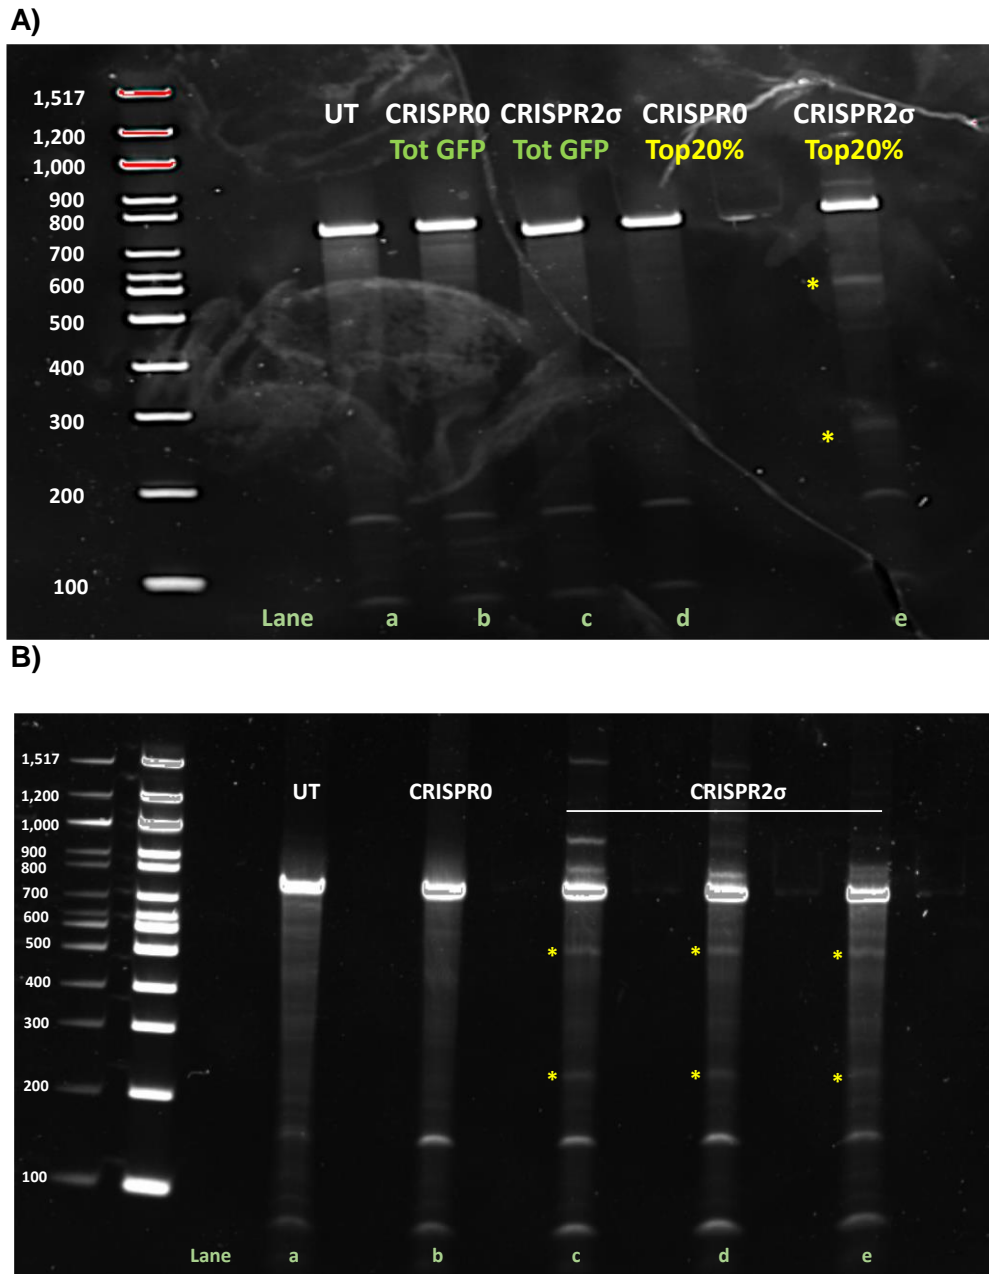 A)
1,517
1,200
1,000
900
800
700
600
500
400
300
200
100
UT CRISPR0 CRISPR2σ CRISPR0 CRISPR2σ
Tot GFP Tot GFP Top20% Top20%
*
*
Lane a b c d e
B)
1,517
1,200
1,000
900
800
700
600
500
400
300
200
100
UT CRISPR0 CRISPR2σ
* * *
* * *
Lane a b c d e